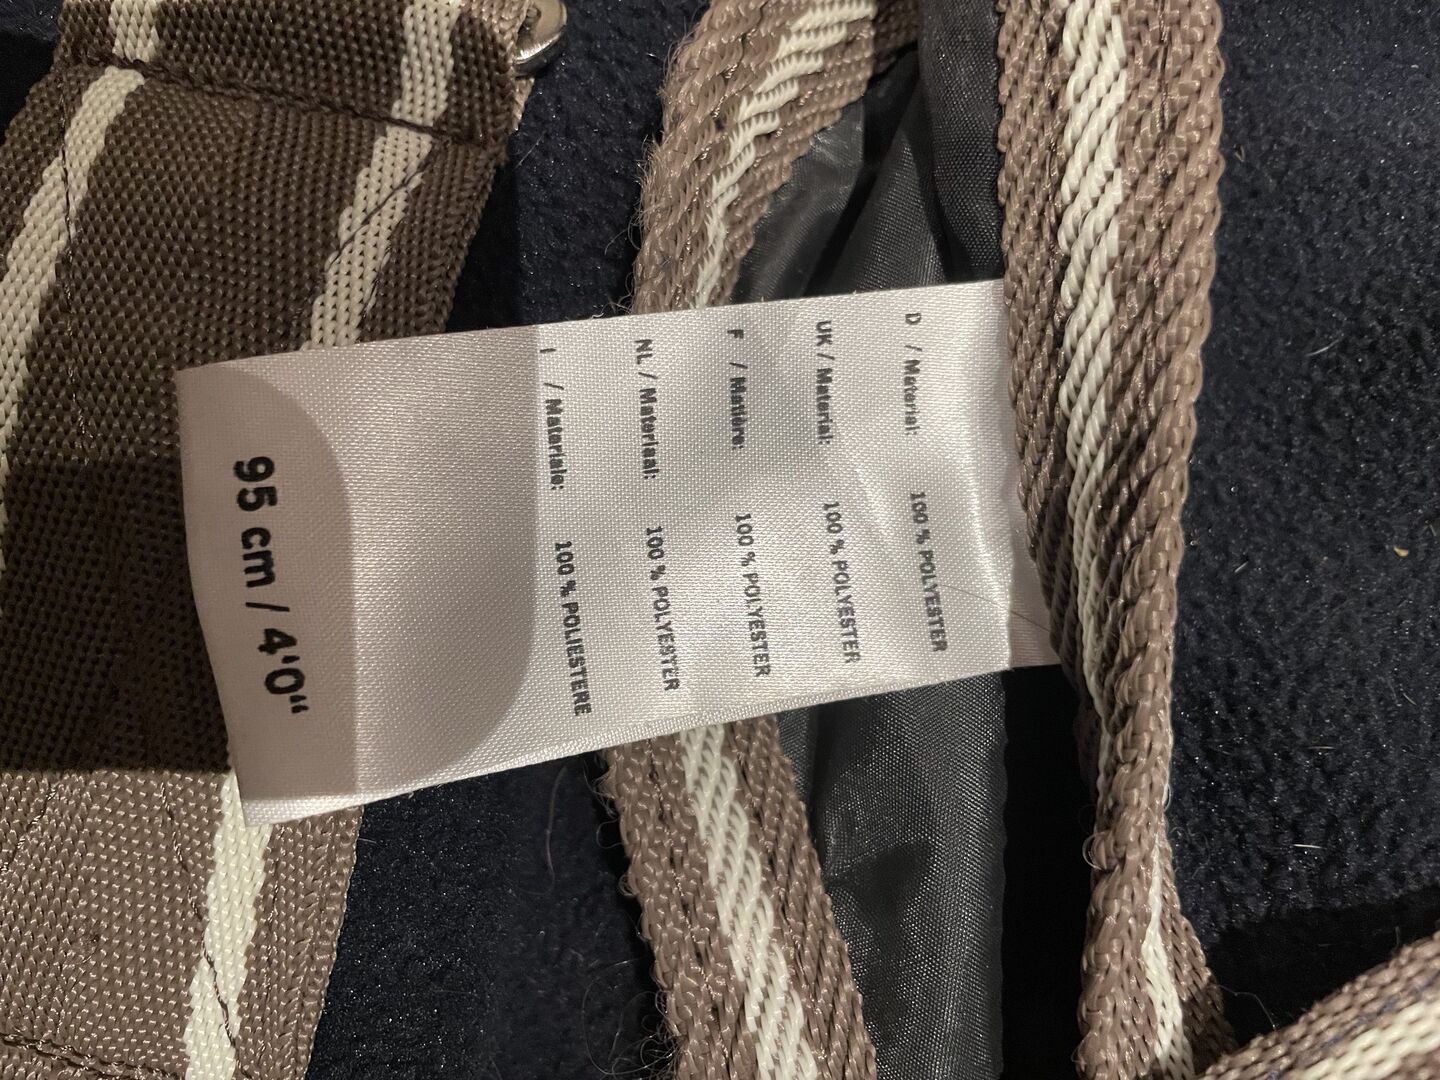 D / Material: 100 % POLYESTER
UK / Material: 100 % POLYESTER
F / Matière: 100 % POLYESTER
NL / Materiaal: 100 % POLYESTER
I / Materiale: 100 % POLIESTERE
95 cm / 4'0"